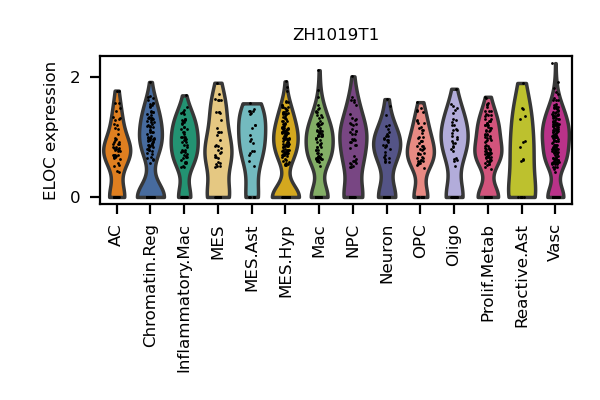 ZH1019T1
ELOC expression
2
0
AC
Chromatin.Reg
Inflammatory.Mac
MES
MES.Ast
MES.Hyp
Mac
NPC
Neuron
OPC
Oligo
Prolif.Metab
Reactive.Ast
Vasc